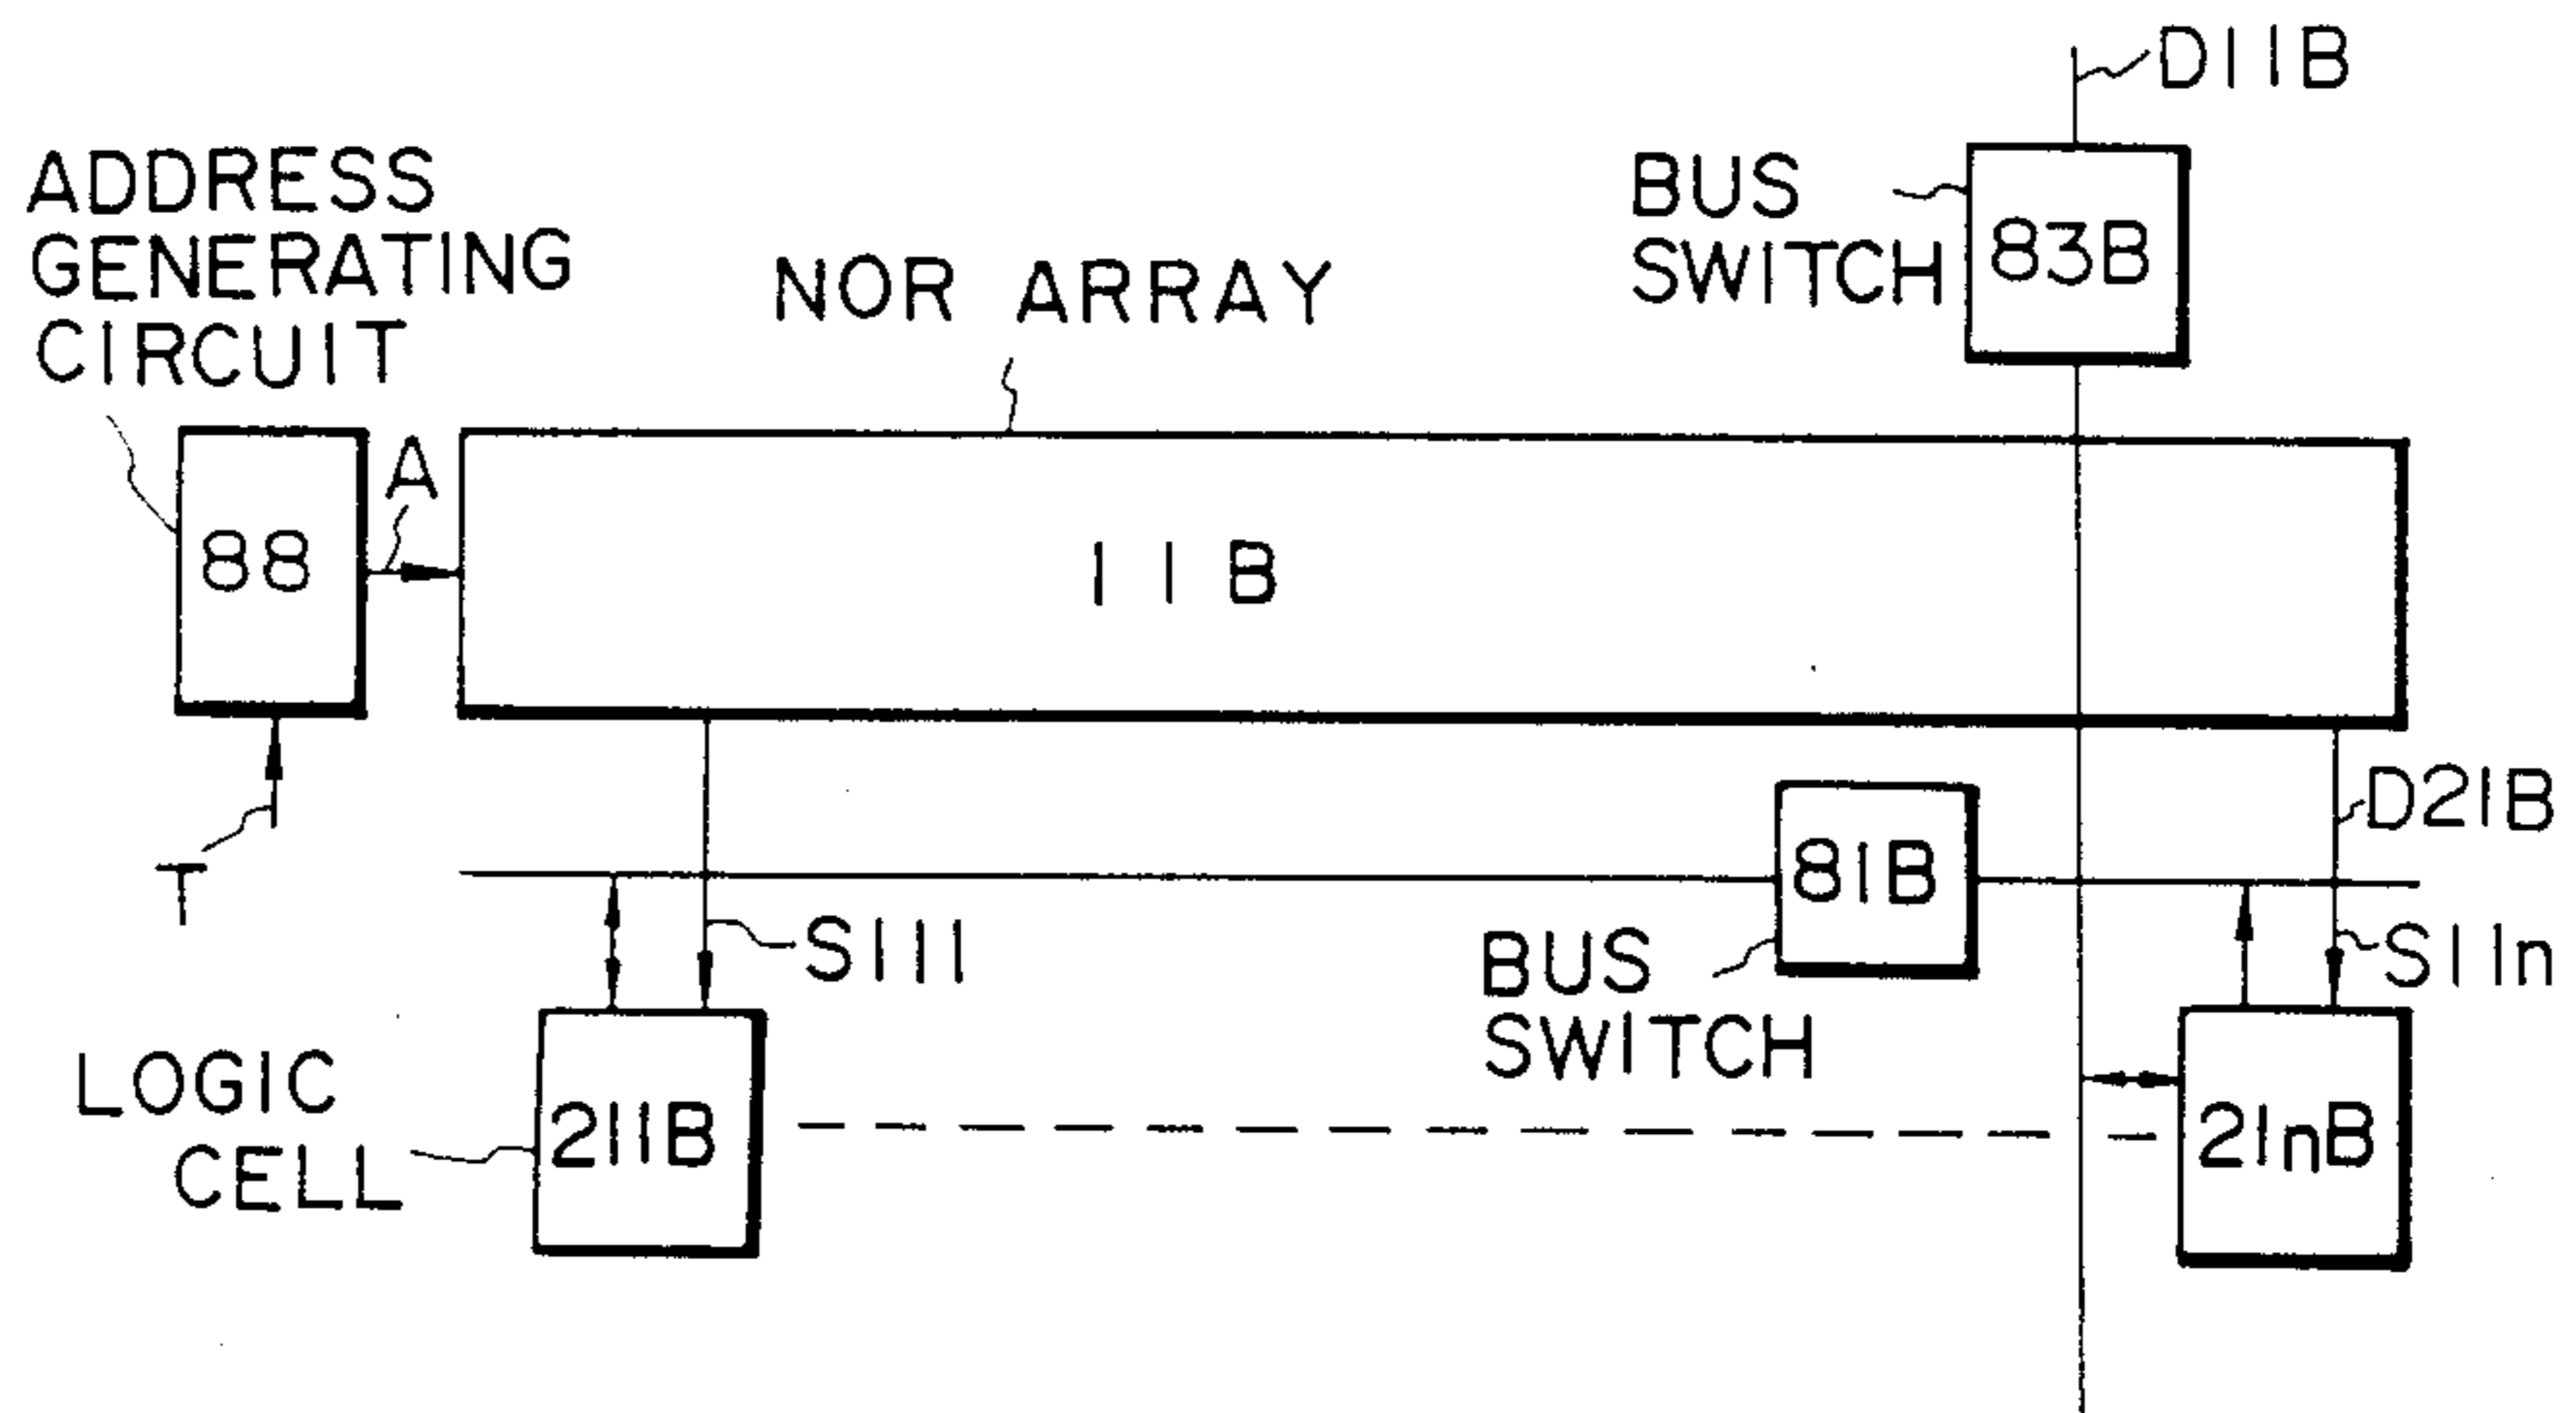 D11B
ADDRESS
GENERATING
CIRCUIT
NOR ARRAY
BUS
SWITCH
83B
A
88
11B
T
D21B
81B
S111
BUS
SWITCH
S11n
LOGIC
CELL
211B
21nB